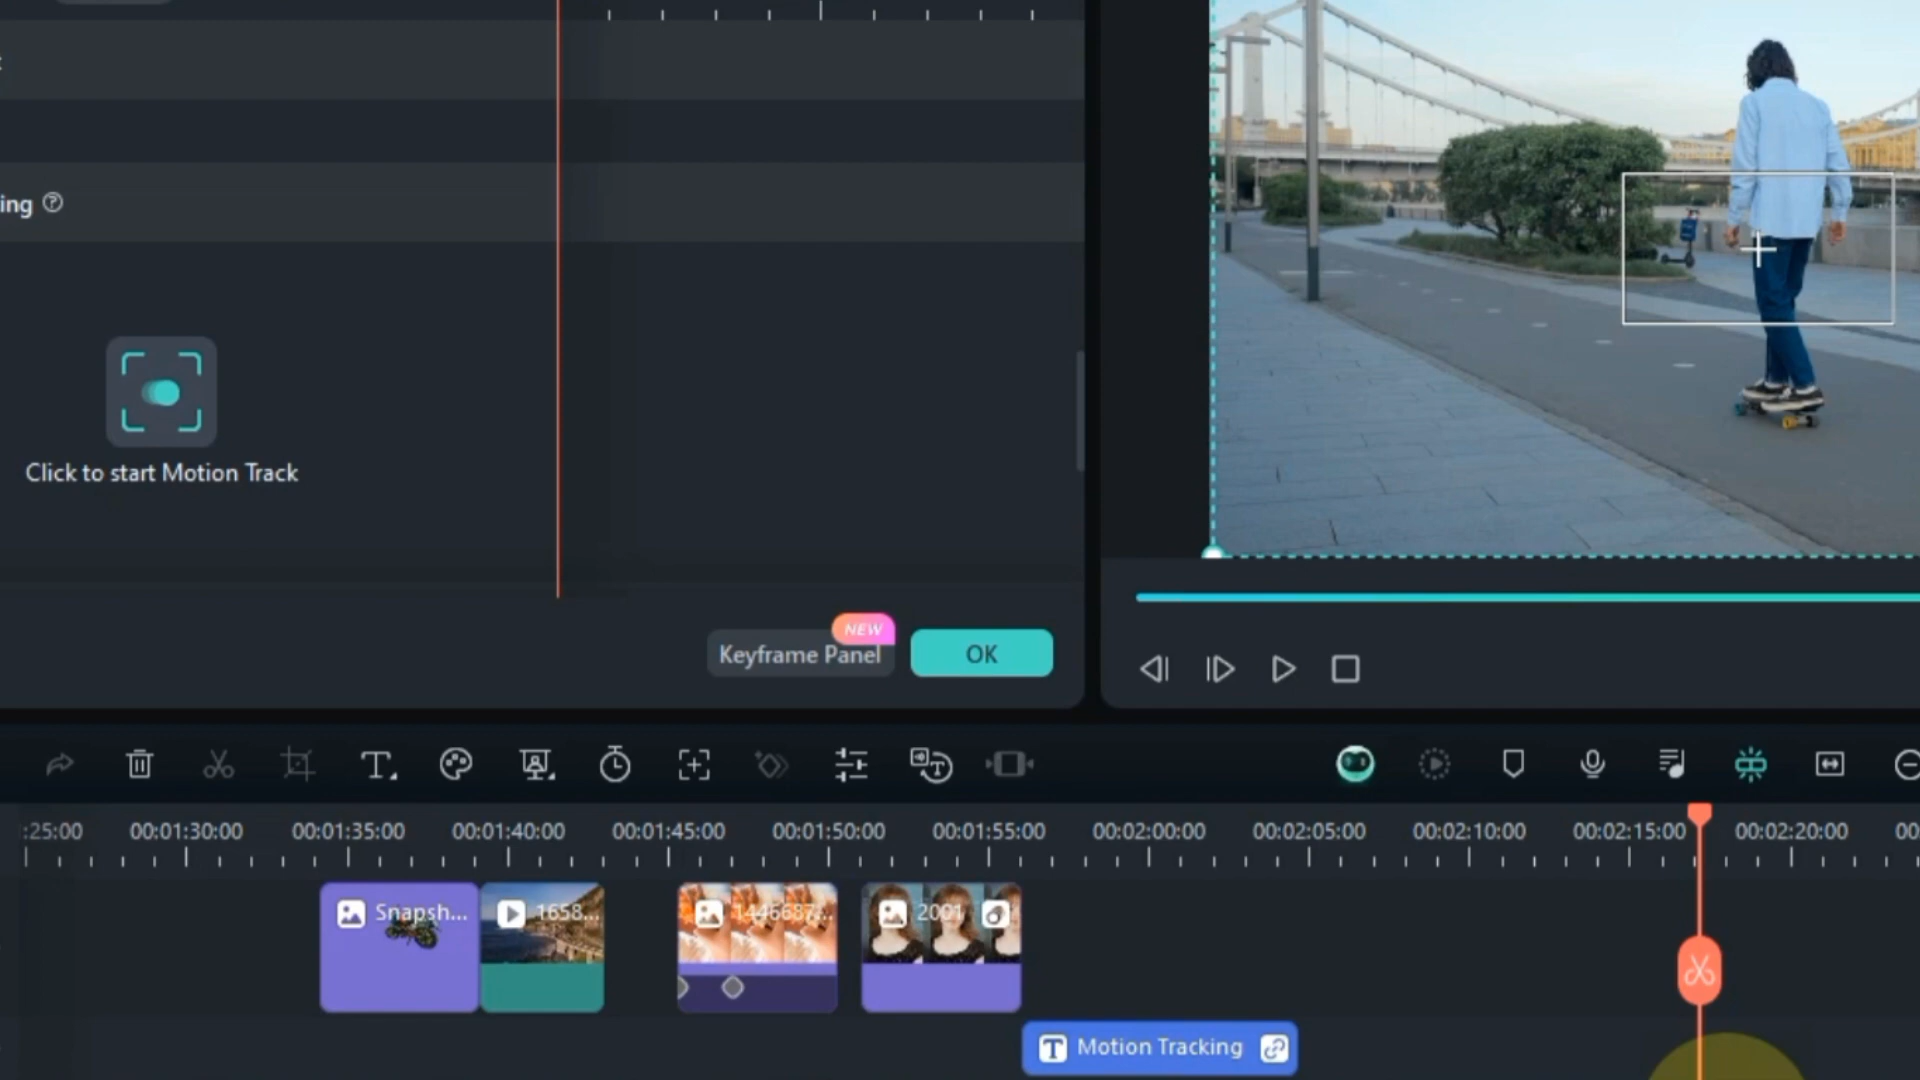 ing
Click to start Motion Track
NEW
Keyframe Panel
OK
:25:00 00:01:30:00 00:01:35:00 00:01:40:00 00:01:45:00 00:01:50:00 00:01:55:00 00:02:00:00 00:02:05:00 00:02:10:00 00:02:15:00 00:02:20:00 00
Snapsh... 1658... 1446687... 2001
Motion Tracking